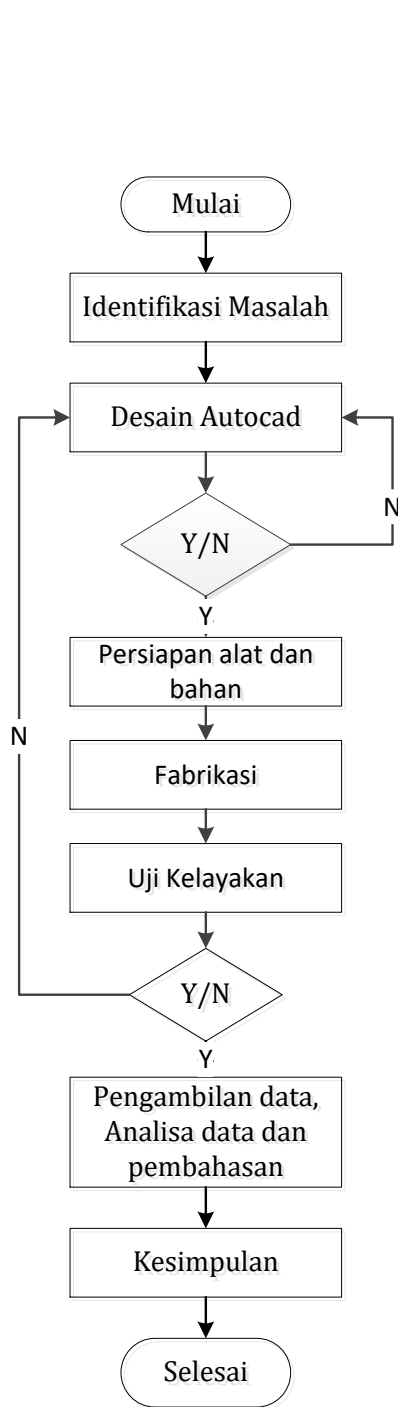 Mulai
Identifikasi Masalah
Desain Autocad
N
Y/N
Y
Persiapan alat dan
bahan
N
Fabrikasi
Uji Kelayakan
Y/N
Y
Pengambilan data,
Analisa data dan
pembahasan
Kesimpulan
Selesai